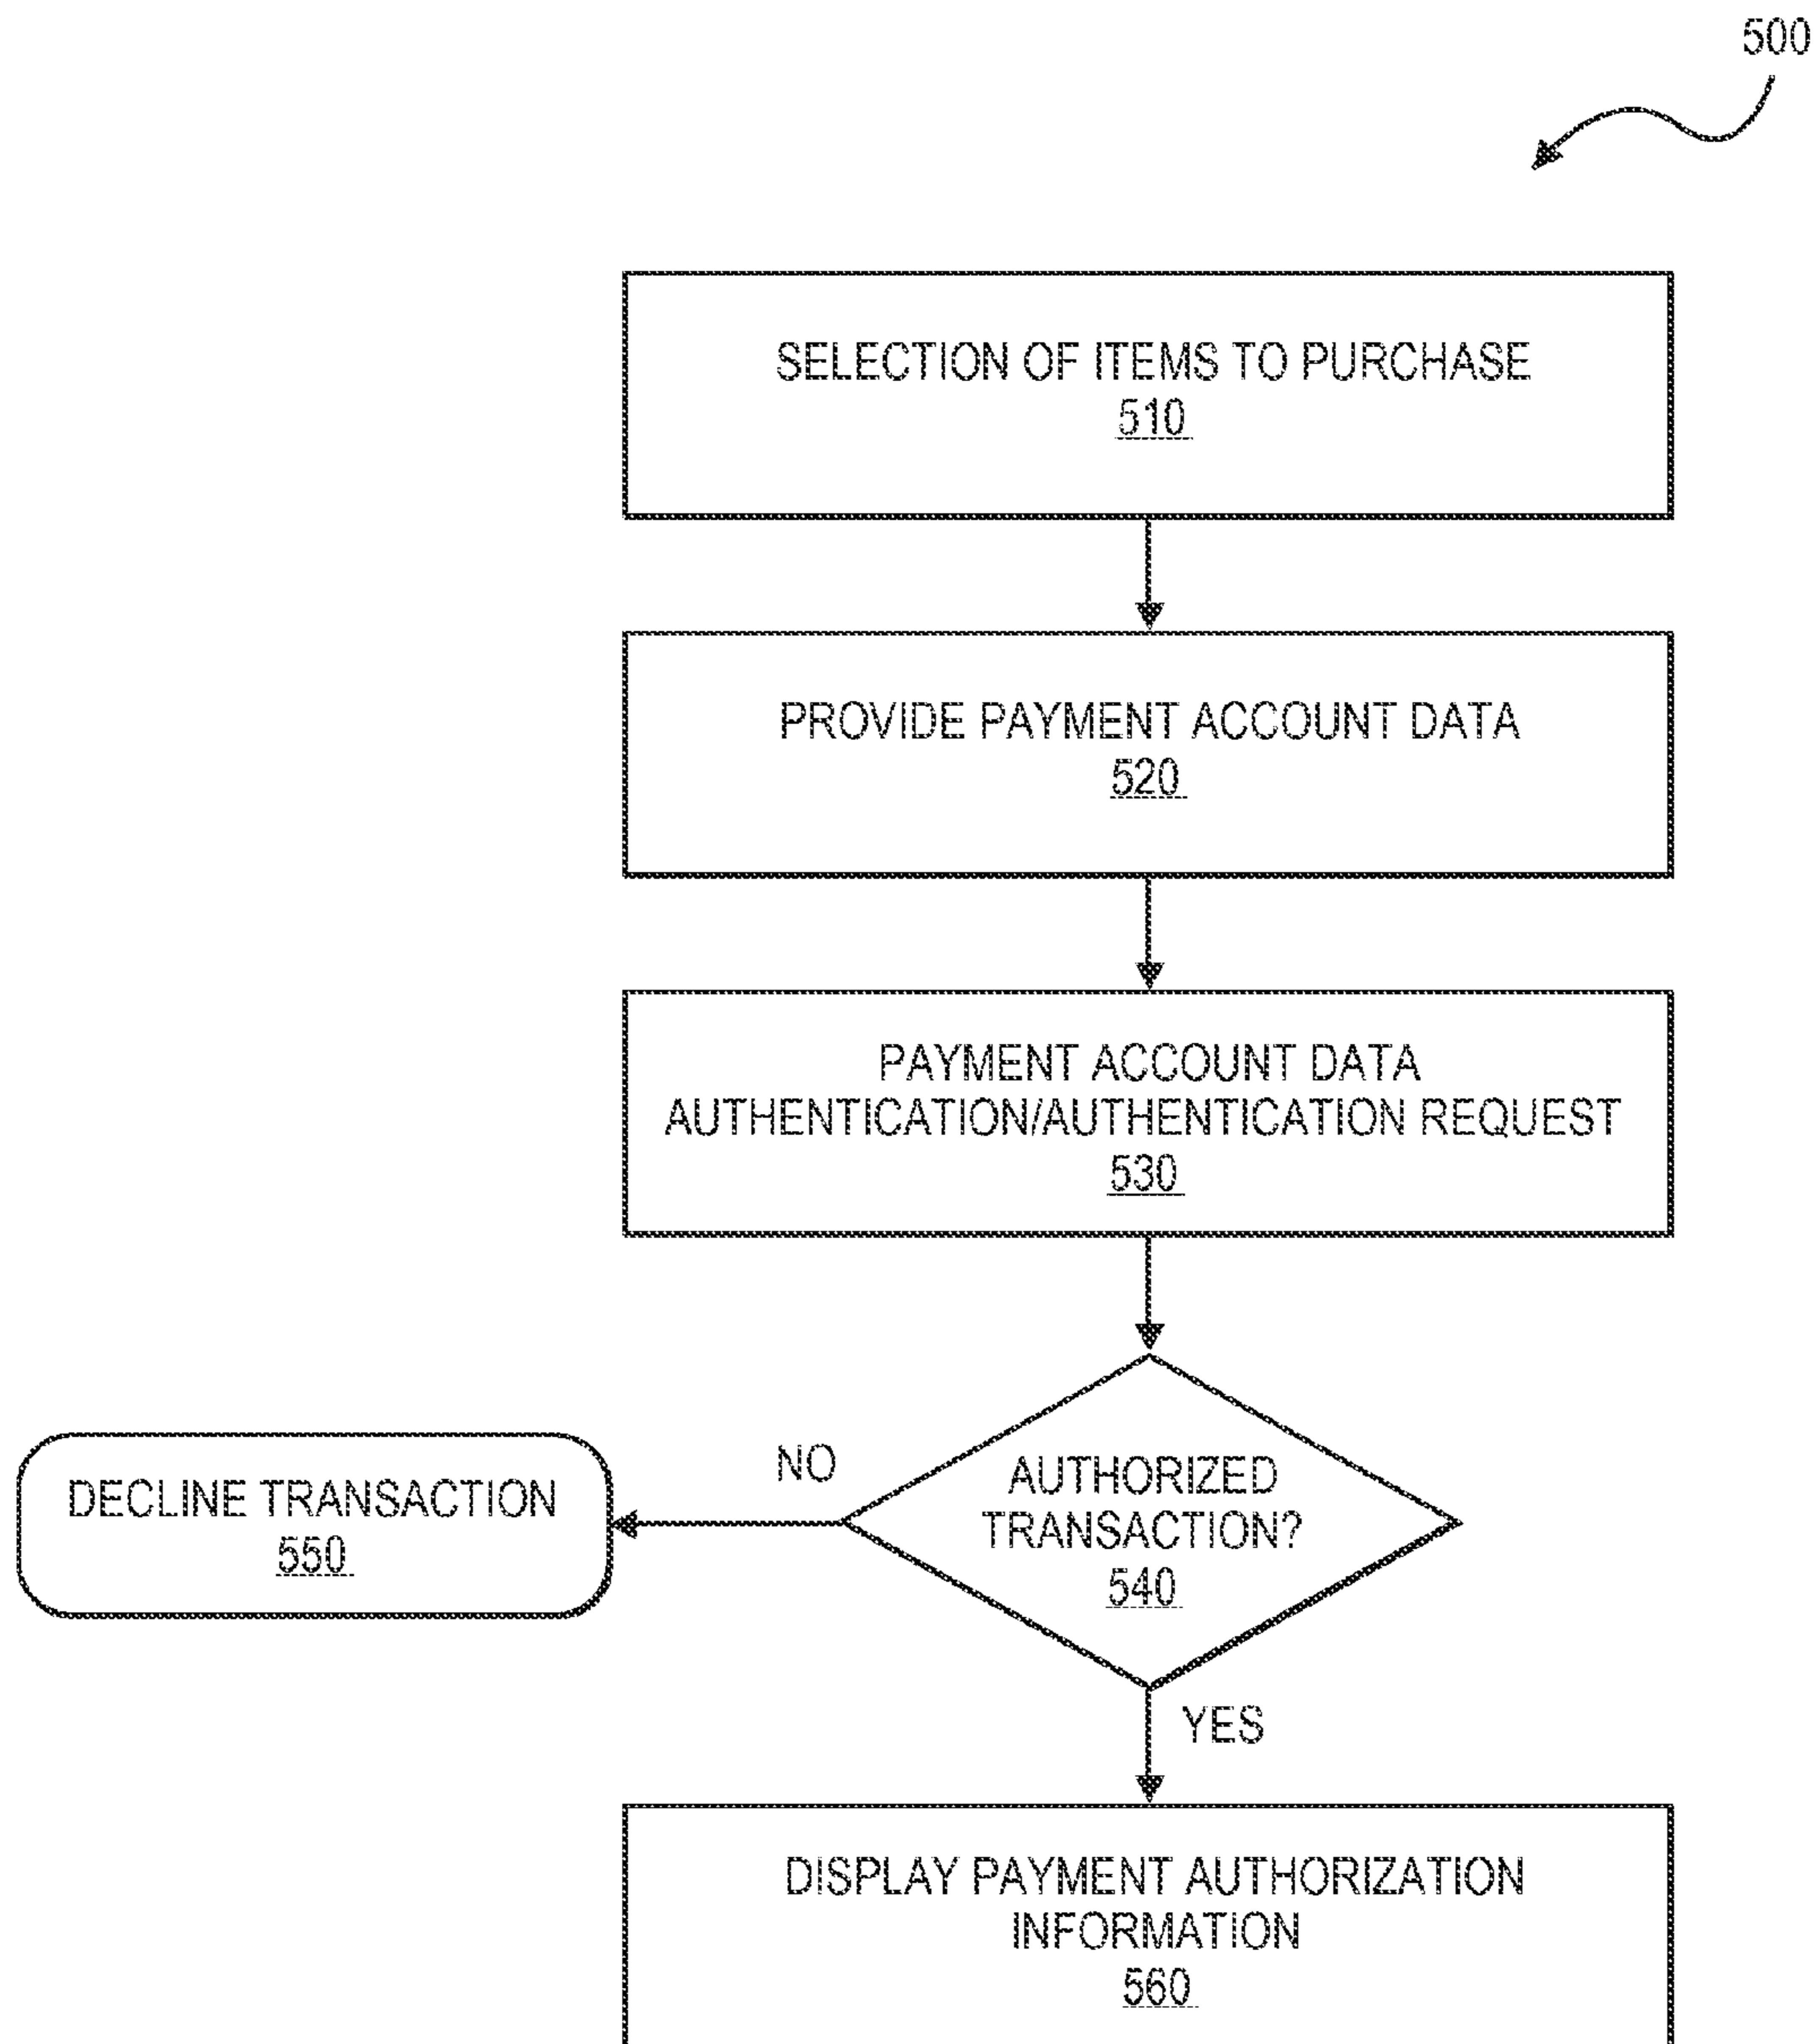 500
SELECTION OF ITEMS TO PURCHASE
510
PROVIDE PAYMENT ACCOUNT DATA
520
PAYMENT ACCOUNT DATA
AUTHENTICATION/AUTHENTICATION REQUEST
530
AUTHORIZED
TRANSACTION?
540
NO
DECLINE TRANSACTION
550
YES
DISPLAY PAYMENT AUTHORIZATION
INFORMATION
560